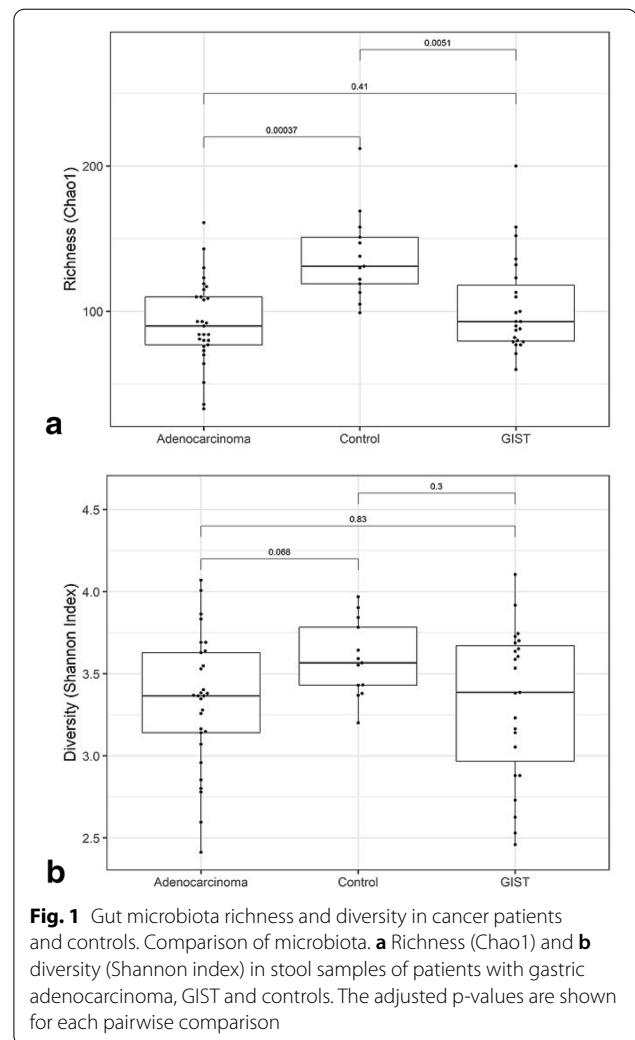 0.0051
0.41
0.00037
200
100
Richness (Chao1)
a
Adenocarcinoma Control GIST
0.3
0.83
0.068
4.5
4.0
3.5
3.0
2.5
Diversity (Shannon Index)
b
Adenocarcinoma Control GIST
Fig. 1 Gut microbiota richness and diversity in cancer patients
and controls. Comparison of microbiota. a Richness (Chao1) and b
diversity (Shannon index) in stool samples of patients with gastric
adenocarcinoma, GIST and controls. The adjusted p-values are shown
for each pairwise comparison